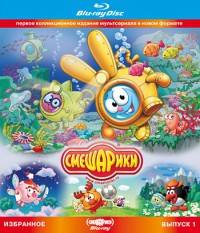 Blu-ray Disc
первое коллекционное издание мультсериала в новом формате
СМЕШАРИКИ
ИЗБРАННОЕ
Blu-ray
ВЫПУСК 1